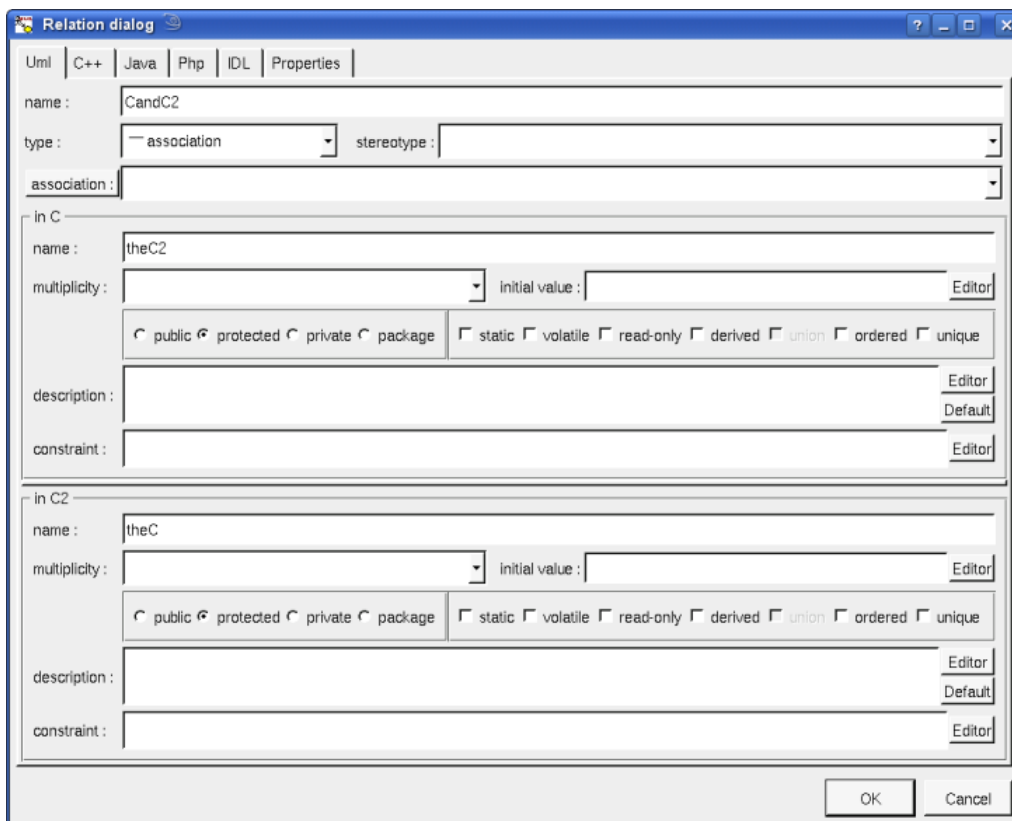 Relation dialog
Uml C++ Java Php IDL Properties
name : CandC2
type : association stereotype :
association :
in C
name : theC2
multiplicity : initial value : Editor
public protected private package static volatile read-only derived union ordered unique
Editor
description :
Default
constraint : Editor
in C2
name : theC
multiplicity : initial value : Editor
public protected private package static volatile read-only derived union ordered unique
Editor
description :
Default
constraint : Editor
OK Cancel